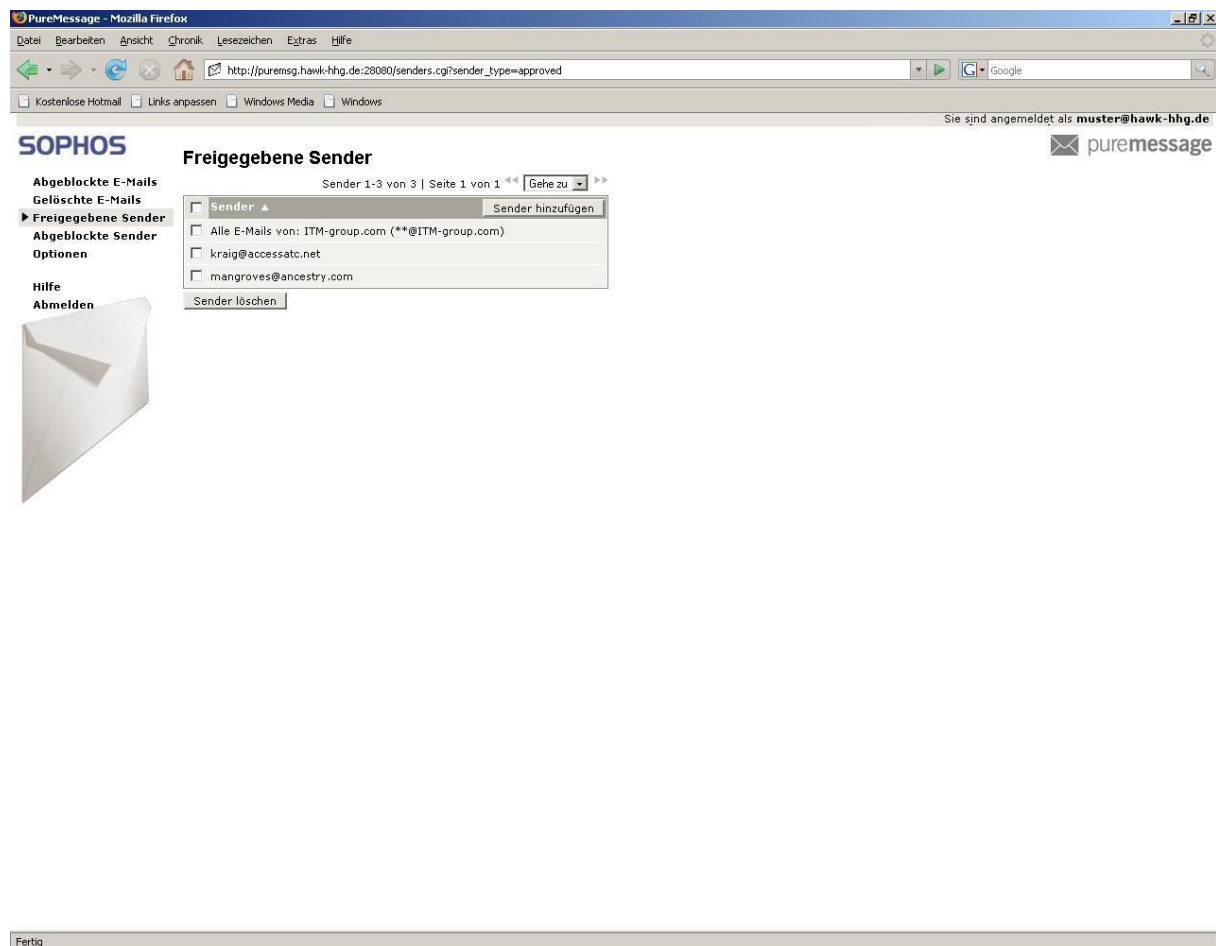 PureMessage - Mozilla Firefox
Datei Bearbeiten Ansicht Chronik Lesezeichen Extras Hilfe
http://puremsg.hawk-hhg.de:28080/senders.cgi?sender_type=approved
G Google
Kostenlose Hotmail Links anpassen Windows Media Windows
Sie sind angemeldet als muster@hawk-hhg.de
SOPHOS
puremessage
Freigegebene Sender
Abgeblockte E-Mails
Gelöschte E-Mails
Freigegebene Sender
Abgeblockte Sender
Optionen
Hilfe
Abmelden
Sender 1-3 von 3 | Seite 1 von 1 Gehe zu
Sender Sender hinzufügen
Alle E-Mails von: ITM-group.com (**@ITM-group.com)
kraig@accessatc.net
mangroves@ancestry.com
Sender löschen
Fertig